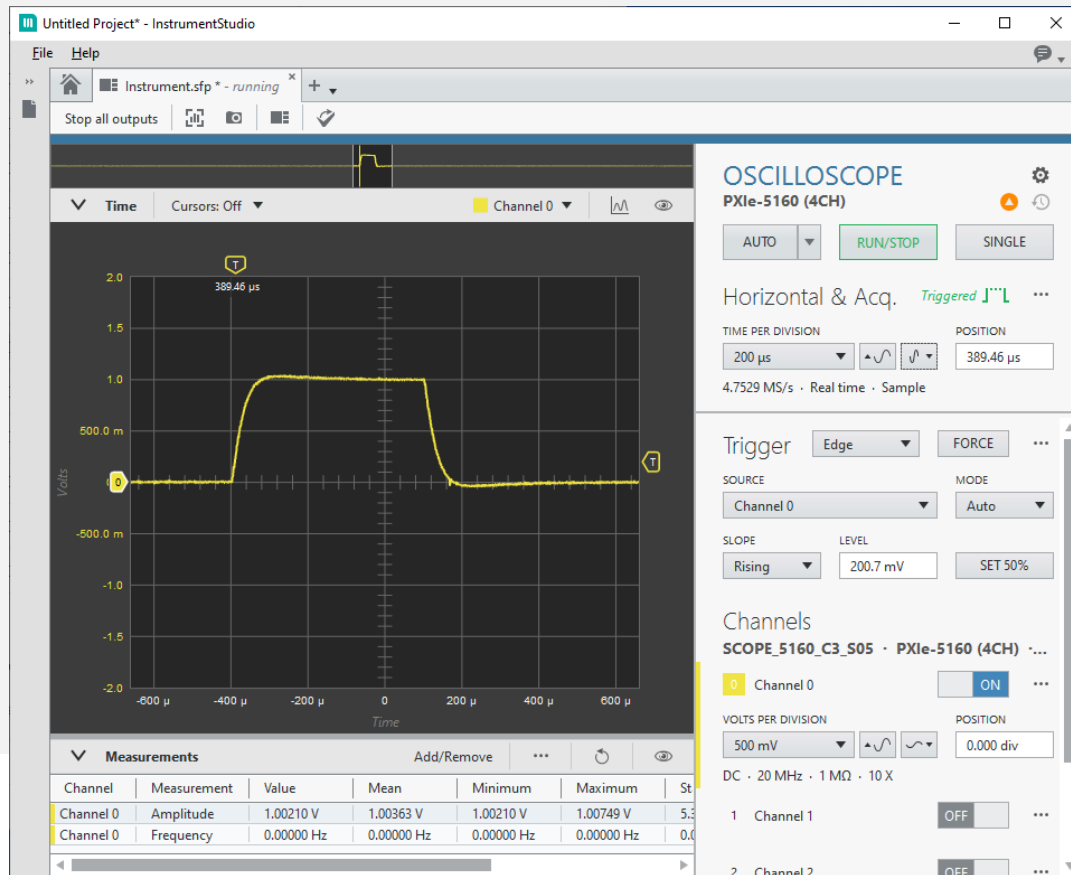 Untitled Project* - InstrumentStudio
File Help
Instrument.sfp * - running
Stop all outputs
Time Cursors: Off Channel 0
T
389.46 µs
2.0
1.5
1.0
500.0 m
0
-500.0 m
-1.0
-1.5
-2.0
Volts
T
-600 µ -400 µ -200 µ 0 200 µ 400 µ 600 µ
Time
Measurements Add/Remove
Channel Measurement Value Mean Minimum Maximum St
Channel 0 Amplitude 1.00210 V 1.00363 V 1.00210 V 1.00749 V 5.3
Channel 0 Frequency 0.00000 Hz 0.00000 Hz 0.00000 Hz 0.00000 Hz 0.0
OSCILLOSCOPE
PXIe-5160 (4CH)
AUTO RUN/STOP SINGLE
Horizontal & Acq. Triggered
TIME PER DIVISION POSITION
200 µs 389.46 µs
4.7529 MS/s · Real time · Sample
Trigger Edge FORCE
SOURCE MODE
Channel 0 Auto
SLOPE LEVEL
Rising 200.7 mV SET 50%
Channels
SCOPE_5160_C3_S05 · PXIe-5160 (4CH) ·...
0 Channel 0 ON
VOLTS PER DIVISION POSITION
500 mV 0.000 div
DC · 20 MHz · 1 MΩ · 10 X
1 Channel 1 OFF
2 Channel 2 OFF